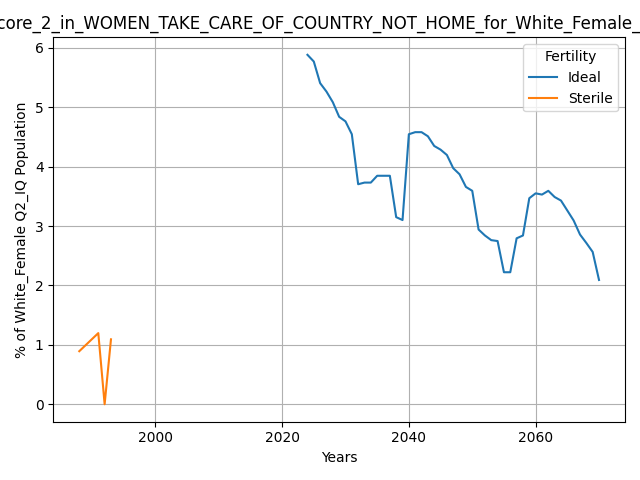 core_2_in_WOMEN_TAKE_CARE_OF_COUNTRY_NOT_HOME_for_White_Female_
Fertility
Ideal
Sterile
% of White_Female Q2_IQ Population
6
5
4
3
2
1
0
2000 2020 2040 2060
Years